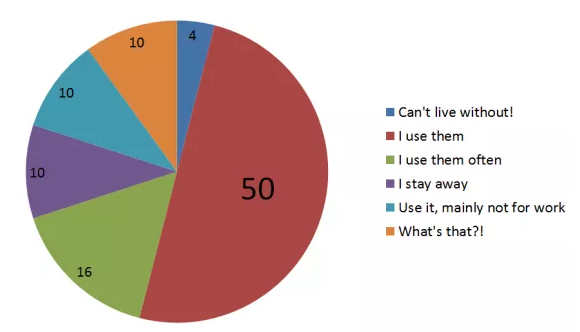 4
50
16
10
10
10
Can't live without!
I use them
I use them often
I stay away
Use it, mainly not for work
What's that?!